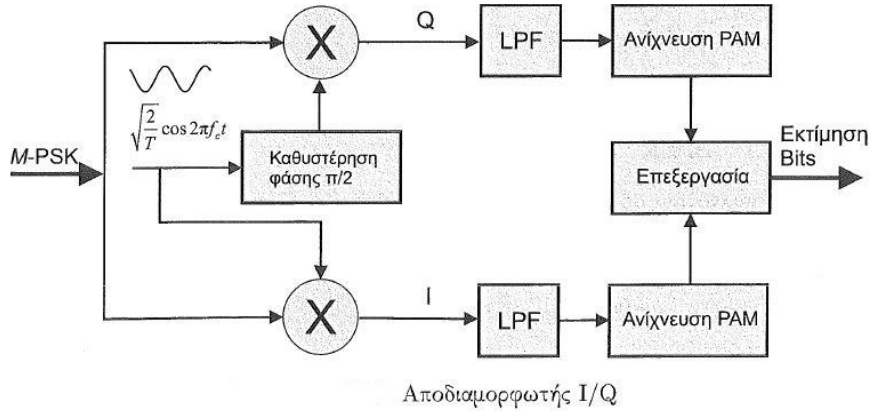 Q
LPF
Ανίχνευση PAM
X
√(2/T) cos 2πf_c t
M-PSK
Καθυστέρηση
φάσης π/2
Επεξεργασία
Εκτίμηση
Bits
I
X
LPF
Ανίχνευση PAM
Αποδιαμορφωτής I/Q